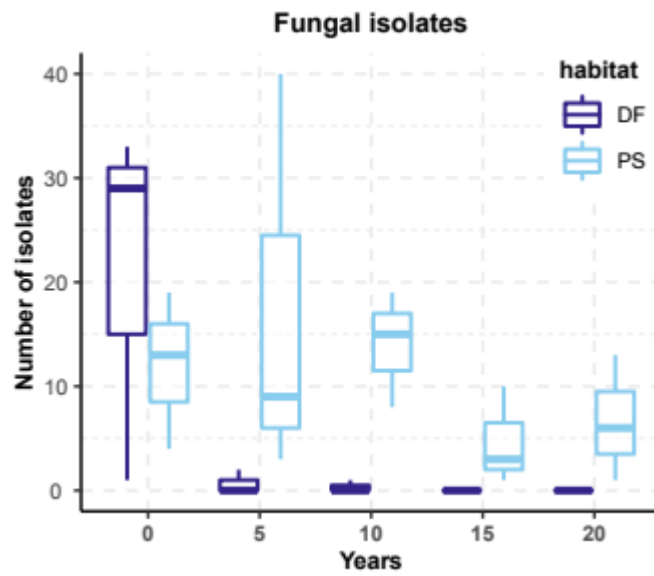 Fungal isolates
habitat
DF
PS
Number of isolates
40
30
20
10
0
0 5 10 15 20
Years